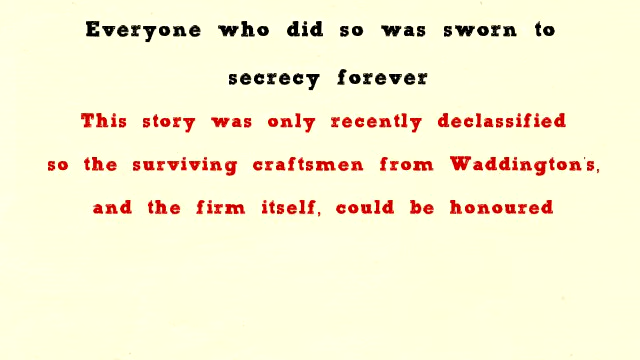 Everyone who did so was sworn to
secrecy forever
This story was only recently declassified
so the surviving craftsmen from Waddington's,
and the firm itself, could be honoured